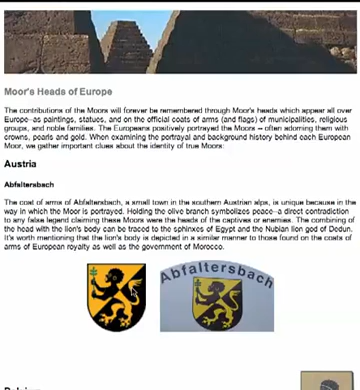 Moor's Heads of Europe
The contributions of the Moors will forever be remembered through Moor's heads which appear all over
Europe--as paintings, statues, and on the official coats of arms (and flags) of municipalities, religious
groups, and noble families. The Europeans positively portrayed the Moors -- often adorning them with
crowns, pearls and gold. When examining the portrayal and background history behind each European
Moor, we gather important clues about the identity of true Moors:
Austria
Abfaltersbach
The coat of arms of Abfaltersbach, a small town in the southern Austrian alps, is unique because in the
way in which the Moor is portrayed. Holding the olive branch symbolizes peace--a direct contradiction
to any false legend claiming these Moors were the heads of the captives or enemies. The combining of
the head with the lion's body can be traced to the sphinxes of Egypt and the Nubian lion god of Dedun.
It's worth mentioning that the lion's body is depicted in a similar manner to those found on the coats of
arms of European royalty as well as the government of Morocco.
Abfaltersbach